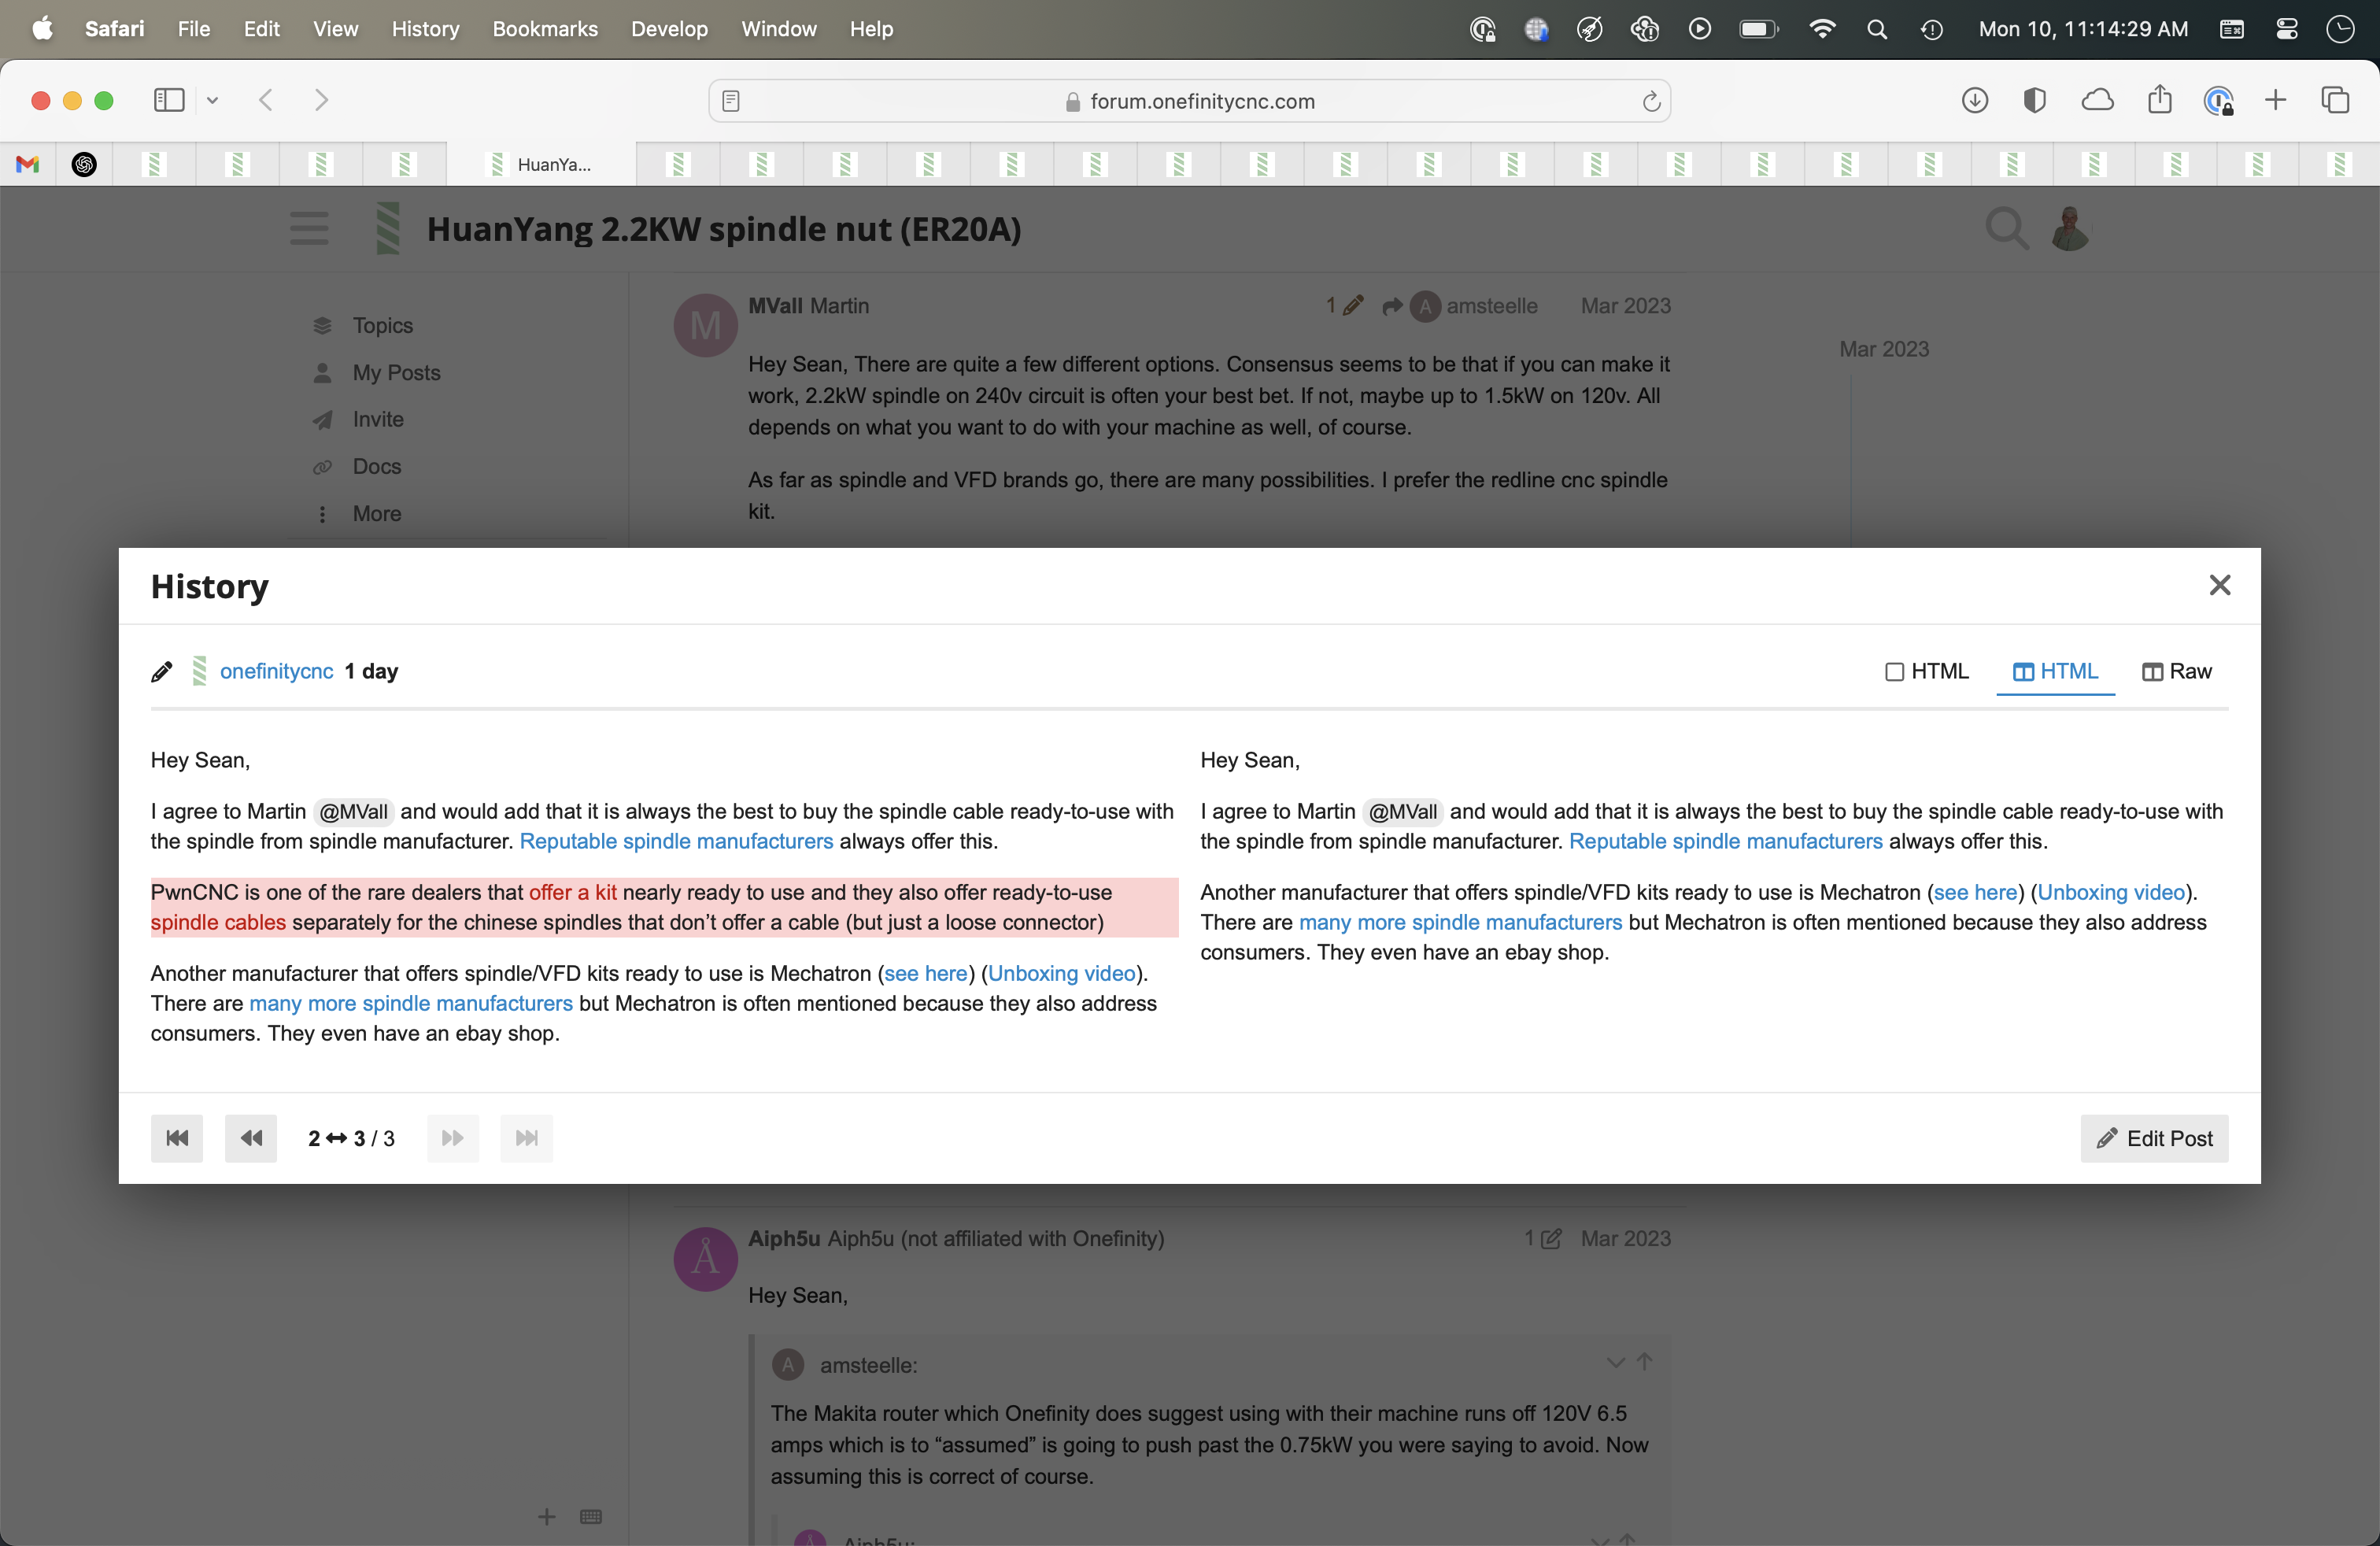 Safari File Edit View History Bookmarks Develop Window Help Mon 10, 11:14:29 AM
forum.onefinitycnc.com
HuanYa...
HuanYang 2.2KW spindle nut (ER20A)
Topics
My Posts
Invite
Docs
More
M
MVall Martin 1 A amsteelle Mar 2023
Hey Sean, There are quite a few different options. Consensus seems to be that if you can make it
work, 2.2kW spindle on 240v circuit is often your best bet. If not, maybe up to 1.5kW on 120v. All
depends on what you want to do with your machine as well, of course.
As far as spindle and VFD brands go, there are many possibilities. I prefer the redline cnc spindle
kit.
Mar 2023
History
onefinitycnc 1 day
HTML HTML Raw
Hey Sean,
I agree to Martin @MVall and would add that it is always the best to buy the spindle cable ready-to-use with
the spindle from spindle manufacturer. Reputable spindle manufacturers always offer this.
PwnCNC is one of the rare dealers that offer a kit nearly ready to use and they also offer ready-to-use
spindle cables separately for the chinese spindles that don’t offer a cable (but just a loose connector)
Another manufacturer that offers spindle/VFD kits ready to use is Mechatron (see here) (Unboxing video).
There are many more spindle manufacturers but Mechatron is often mentioned because they also address
consumers. They even have an ebay shop.
Hey Sean,
I agree to Martin @MVall and would add that it is always the best to buy the spindle cable ready-to-use with
the spindle from spindle manufacturer. Reputable spindle manufacturers always offer this.
Another manufacturer that offers spindle/VFD kits ready to use is Mechatron (see here) (Unboxing video).
There are many more spindle manufacturers but Mechatron is often mentioned because they also address
consumers. They even have an ebay shop.
2 ↔ 3 / 3
Edit Post
Å
Aiph5u Aiph5u (not affiliated with Onefinity) 1 Mar 2023
Hey Sean,
A amsteelle:
The Makita router which Onefinity does suggest using with their machine runs off 120V 6.5
amps which is to “assumed” is going to push past the 0.75kW you were saying to avoid. Now
assuming this is correct of course.
Aiph5u: